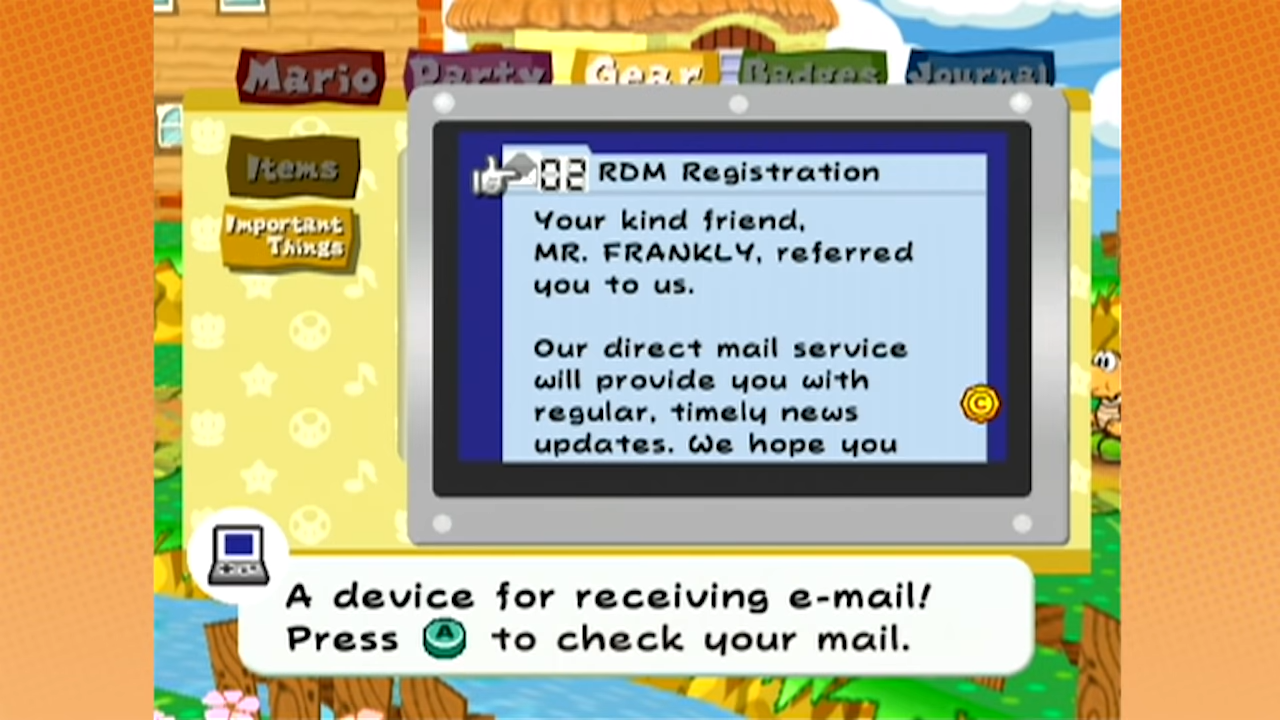 Mario Party Gear Badges Journal
Items
Important
Things
02 RDM Registration
Your kind friend,
MR. FRANKLY, referred
you to us.
Our direct mail service
will provide you with
regular, timely news
updates. We hope you
C
A device for receiving e-mail!
Press A to check your mail.